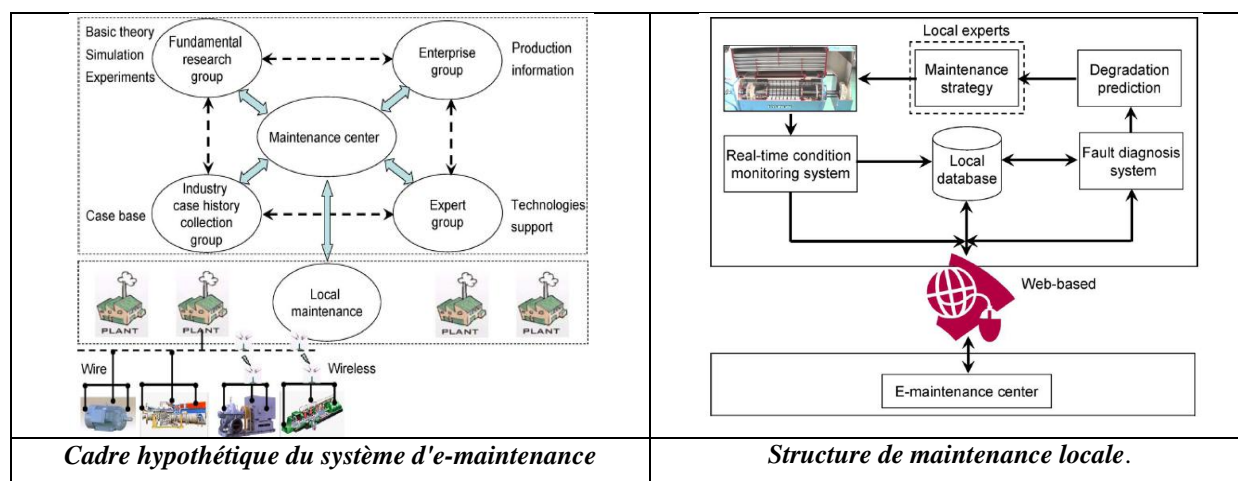 Basic theory
Simulation
Experiments
Fundamental
research
group
Enterprise
group
Production
information
Maintenance center
Case base
Industry
case history
collection
group
Expert
group
Technologies
support
PLANT
PLANT
Local
maintenance
PLANT
PLANT
Wire
Wireless
Cadre hypothétique du système d'e-maintenance
Local experts
Maintenance
strategy
Degradation
prediction
Real-time condition
monitoring system
Local
database
Fault diagnosis
system
Web-based
E-maintenance center
Structure de maintenance locale.